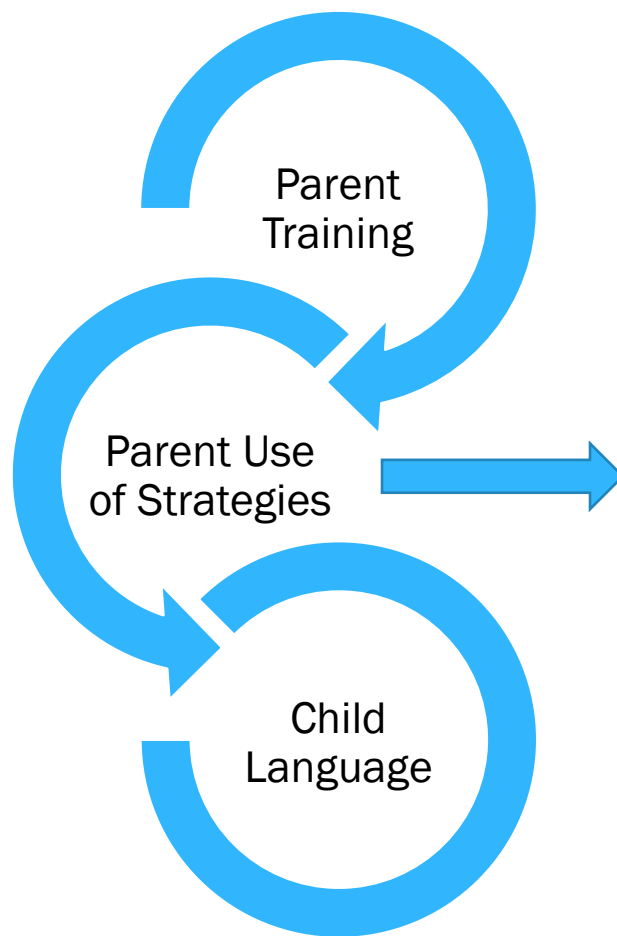 Parent
Training
Parent Use
of Strategies
Child
Language